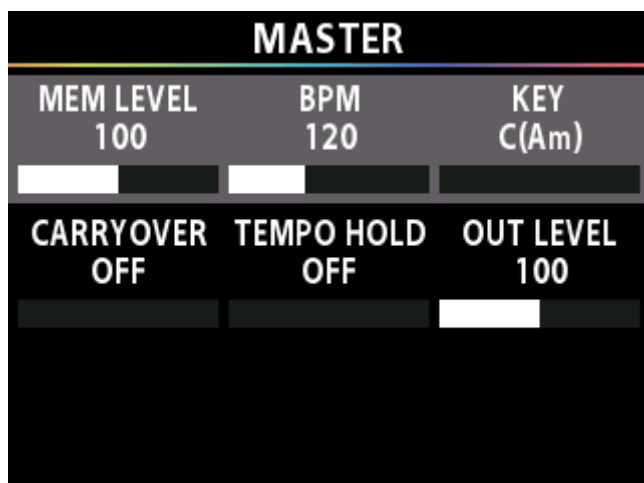 MASTER
MEM LEVEL BPM KEY
100 120 C(Am)
CARRYOVER TEMPO HOLD OUT LEVEL
OFF OFF 100